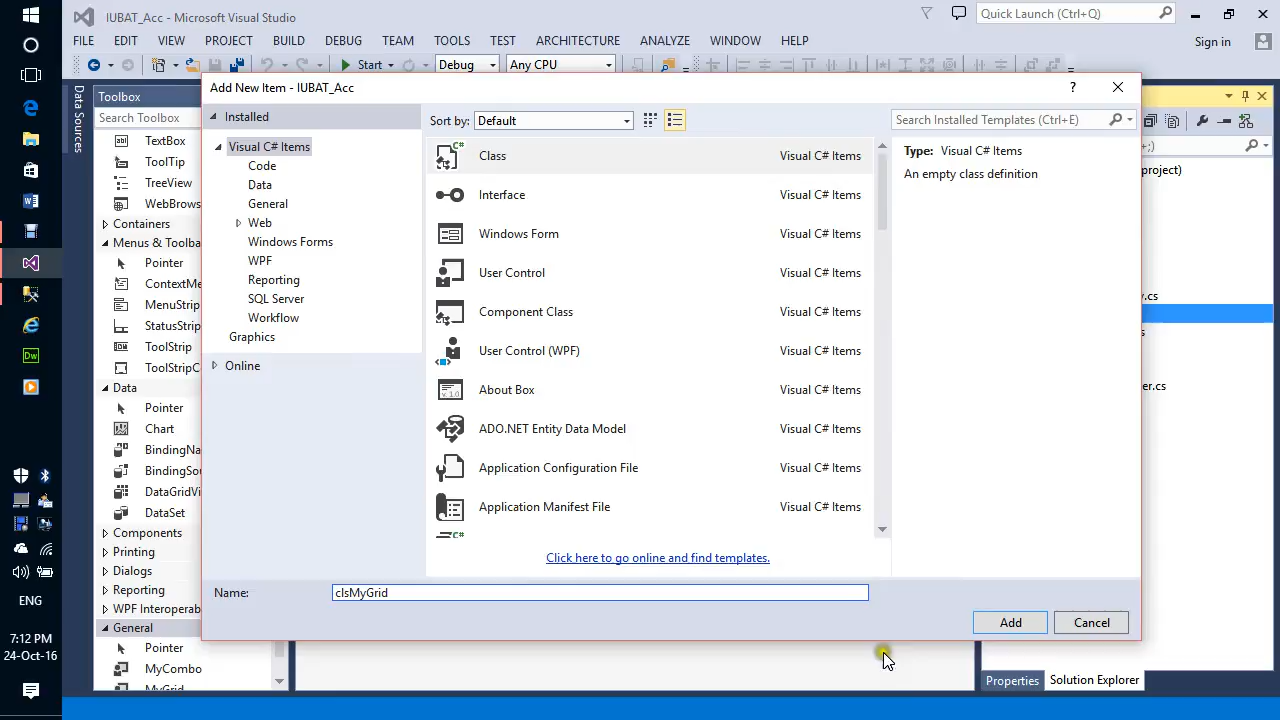 IUBAT_Acc - Microsoft Visual Studio
Quick Launch (Ctrl+Q)
FILE EDIT VIEW PROJECT BUILD DEBUG TEAM TOOLS TEST ARCHITECTURE ANALYZE WINDOW HELP
Sign in
Start
Debug
Any CPU
Data Sources
Toolbox
Search Toolbox
TextBox
ToolTip
TreeView
WebBrows
Containers
Menus & Toolba
Pointer
ContextMe
MenuStrip
StatusStrip
ToolStrip
ToolStripC
Data
Pointer
Chart
BindingNa
BindingSou
DataGridVi
DataSet
Components
Printing
Dialogs
Reporting
WPF Interoperab
General
Pointer
MyCombo
MyGrid
Add New Item - IUBAT_Acc
?
Installed
Visual C# Items
Code
Data
General
Web
Windows Forms
WPF
Reporting
SQL Server
Workflow
Graphics
Online
Sort by: Default
Search Installed Templates (Ctrl+E)
Class Visual C# Items
Interface Visual C# Items
Windows Form Visual C# Items
User Control Visual C# Items
Component Class Visual C# Items
User Control (WPF) Visual C# Items
About Box Visual C# Items
ADO.NET Entity Data Model Visual C# Items
Application Configuration File Visual C# Items
Application Manifest File Visual C# Items
Click here to go online and find templates.
Type: Visual C# Items
An empty class definition
Name: clsMyGrid
Add
Cancel
+;)
project)
.cs
er.cs
Properties
Solution Explorer
ENG
7:12 PM
24-Oct-16